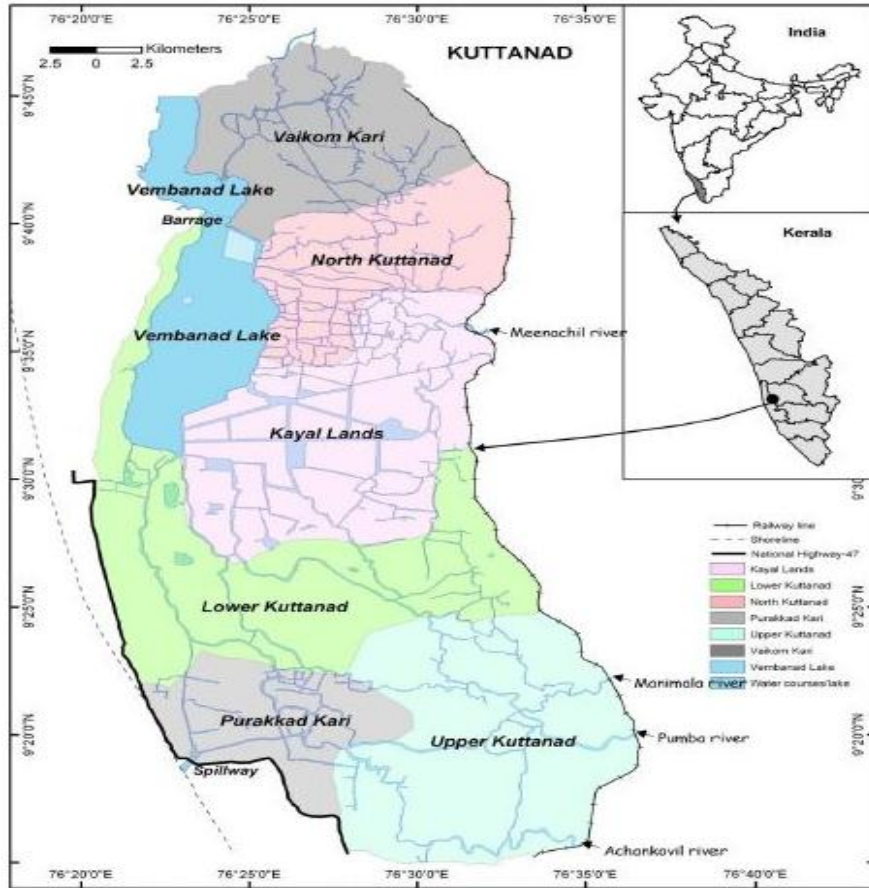 76°20'0"E 76°25'0"E 76°30'0"E 76°35'0"E
Kilometers
2.5 0 2.5
KUTTANAD
India
9°45'0"N
Vaikom Kari
Vembanad Lake
Barrage
9°40'0"N
North Kuttanad
Kerala
Vembanad Lake
Meenachil river
9°35'0"N
9°35'0"N
Kayal Lands
9°30'0"N
Railway line
Shoreline
National Highway-47
Kayal Lands
Lower Kuttanad
North Kuttanad
Purakkad Kari
Upper Kuttanad
Vaikom Kari
Vembanad Lake
Water courses/lake
Lower Kuttanad
9°25'0"N
9°25'0"N
Manimala river
Purakkad Kari
Upper Kuttanad
Pumba river
9°20'0"N
9°20'0"N
Spillway
Achankovil river
76°20'0"E 76°25'0"E 76°30'0"E 76°35'0"E 76°40'0"E